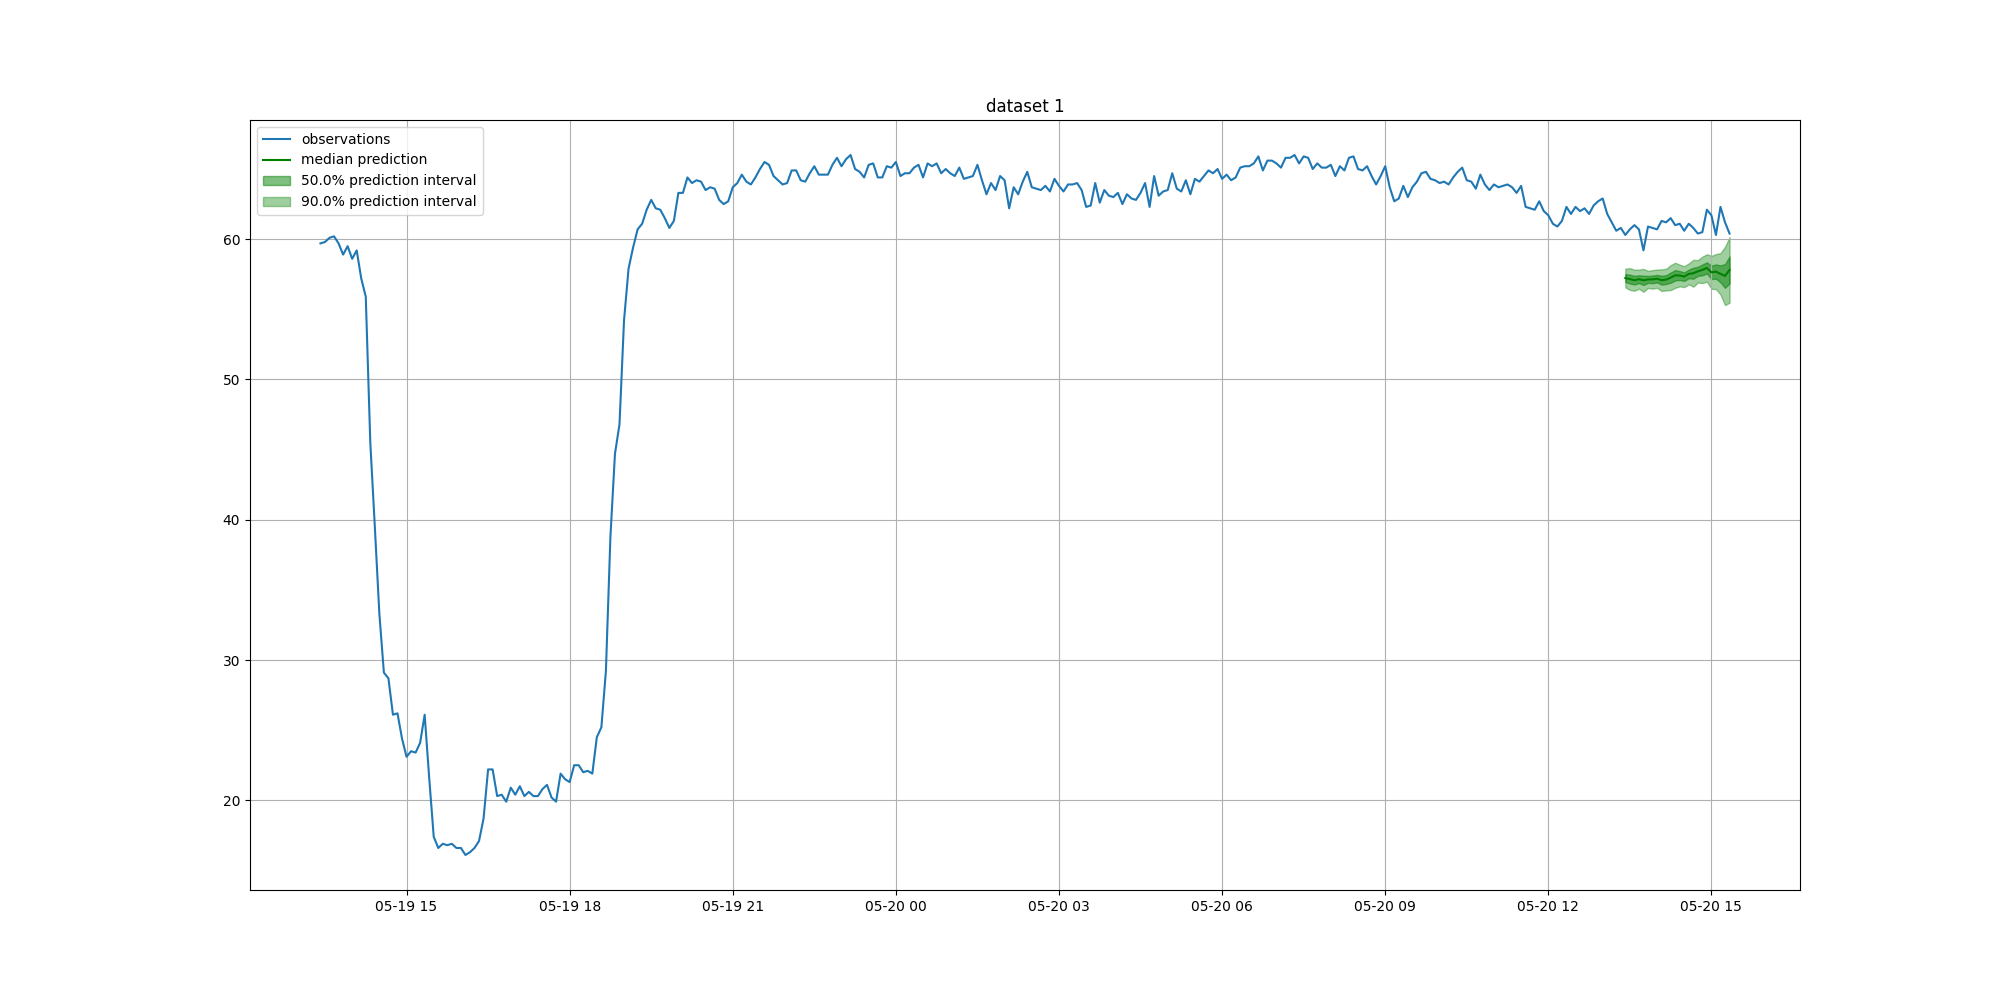 dataset 1
observations
median prediction
50.0% prediction interval
90.0% prediction interval
60
50
40
30
20
05-19 15
05-19 18
05-19 21
05-20 00
05-20 03
05-20 06
05-20 09
05-20 12
05-20 15